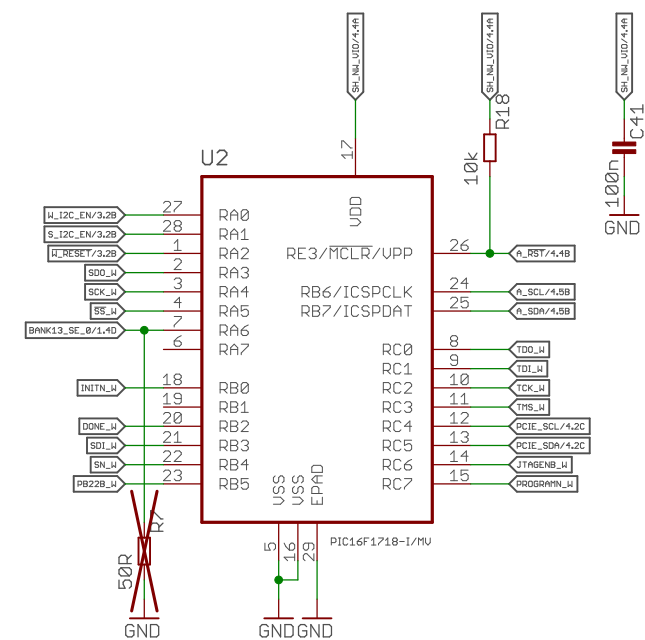 SH_NW_VIO/4.4A
SH_NW_VIO/4.4A
SH_NW_VIO/4.4A
R18
10k
C41
100n
GND
U2
17
VDD
W_I2C_EN/3.2B 27 RA0
S_I2C_EN/3.2B 28 RA1
W_RESET/3.2B 1 RA2
SDO_W 2 RA3
SCK_W 3 RA4
SS_W 4 RA5
BANK13_SE_0/1.4D 7 RA6
6 RA7
INITN_W 18 RB0
19 RB1
DONE_W 20 RB2
SDI_W 21 RB3
SN_W 22 RB4
PB22B_W 23 RB5
RE3/MCLR/VPP 26 A_RST/4.4B
RB6/ICSPCLK 24 A_SCL/4.5B
RB7/ICSPDAT 25 A_SDA/4.5B
RC0 8 TDO_W
RC1 9 TDI_W
RC2 10 TCK_W
RC3 11 TMS_W
RC4 12 PCIE_SCL/4.2C
RC5 13 PCIE_SDA/4.2C
RC6 14 JTAGENB_W
RC7 15 PROGRAMN_W
VSS
VSS
EPAD
5
16
29
PIC16F1718-I/MV
R7
50R
GND
GND
GND